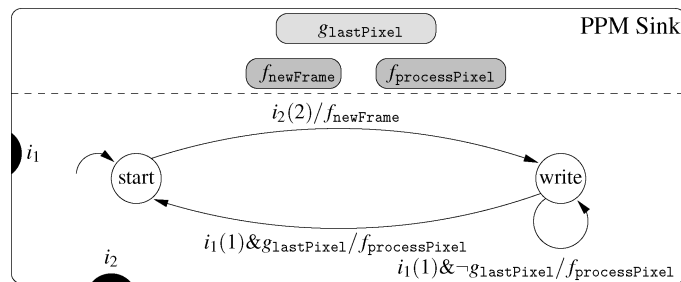 g_lastPixel PPM Sink
f_newFrame f_processPixel
i_2(2)/f_newFrame
i_1
start write
i_1(1)&g_lastPixel/f_processPixel
i_2
i_1(1)&¬g_lastPixel/f_processPixel